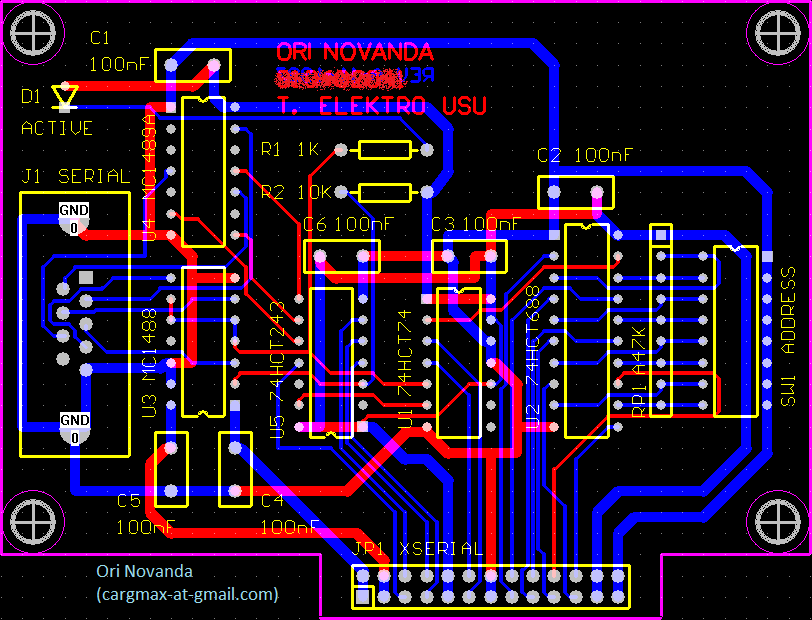 C1
ORI NOVANDA
100nF
REV
D1
T. ELEKTRO USU
ACTIVE
U4 MC1489A
R1 1K
C2 100nF
J1 SERIAL
R2 10K
GND
0
C6 100nF
C3 100nF
U3 MC1488
U5 74HCT243
U1 74HCT74
U2 74HCT688
RP1 A47K
SW1 ADDRESS
GND
0
C5
100nF
C4
100nF
JP1 XSERIAL
Ori Novanda
(cargmax-at-gmail.com)